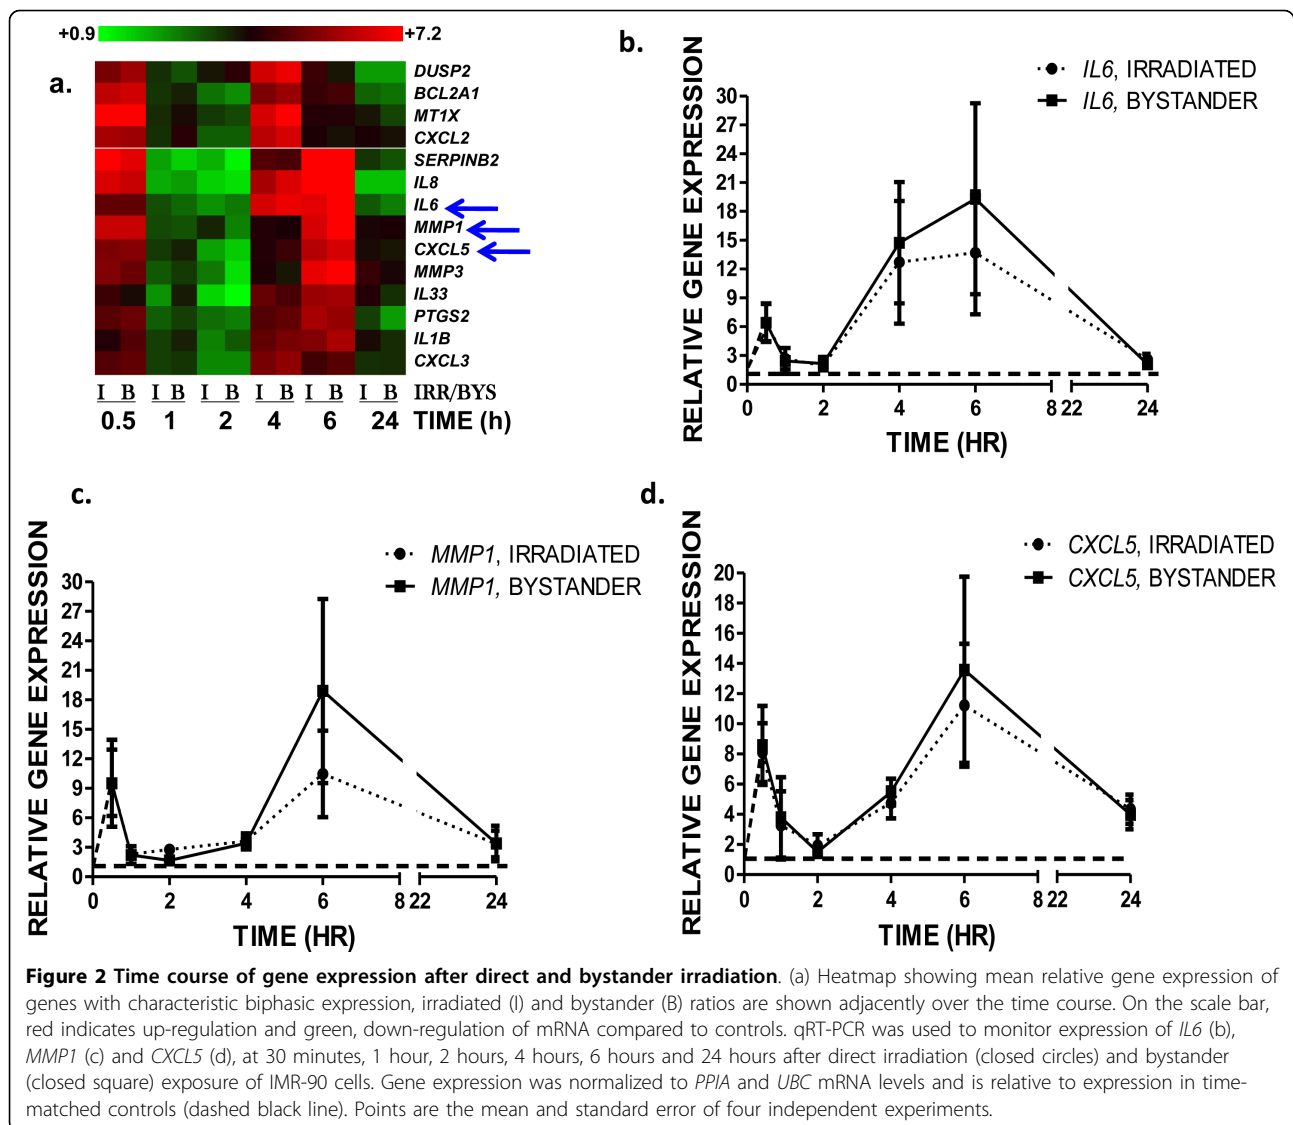 +0.9 +7.2
a.
DUSP2
BCL2A1
MT1X
CXCL2
SERPINB2
IL8
IL6
MMP1
CXCL5
MMP3
IL33
PTGS2
IL1B
CXCL3
I B I B I B I B I B I B IRR/BYS
0.5 1 2 4 6 24 TIME (h)
b.
IL6, IRRADIATED
IL6, BYSTANDER
RELATIVE GENE EXPRESSION
30
27
24
21
18
15
12
9
6
3
0
0 2 4 6 8 22 24
TIME (HR)
c.
MMP1, IRRADIATED
MMP1, BYSTANDER
RELATIVE GENE EXPRESSION
30
27
24
21
18
15
12
9
6
3
0
0 2 4 6 8 22 24
TIME (HR)
d.
CXCL5, IRRADIATED
CXCL5, BYSTANDER
RELATIVE GENE EXPRESSION
20
18
16
14
12
10
8
6
4
2
0
0 2 4 6 8 22 24
TIME (HR)
Figure 2 Time course of gene expression after direct and bystander irradiation. (a) Heatmap showing mean relative gene expression of
genes with characteristic biphasic expression, irradiated (I) and bystander (B) ratios are shown adjacently over the time course. On the scale bar,
red indicates up-regulation and green, down-regulation of mRNA compared to controls. qRT-PCR was used to monitor expression of IL6 (b),
MMP1 (c) and CXCL5 (d), at 30 minutes, 1 hour, 2 hours, 4 hours, 6 hours and 24 hours after direct irradiation (closed circles) and bystander
(closed square) exposure of IMR-90 cells. Gene expression was normalized to PPIA and UBC mRNA levels and is relative to expression in time-
matched controls (dashed black line). Points are the mean and standard error of four independent experiments.